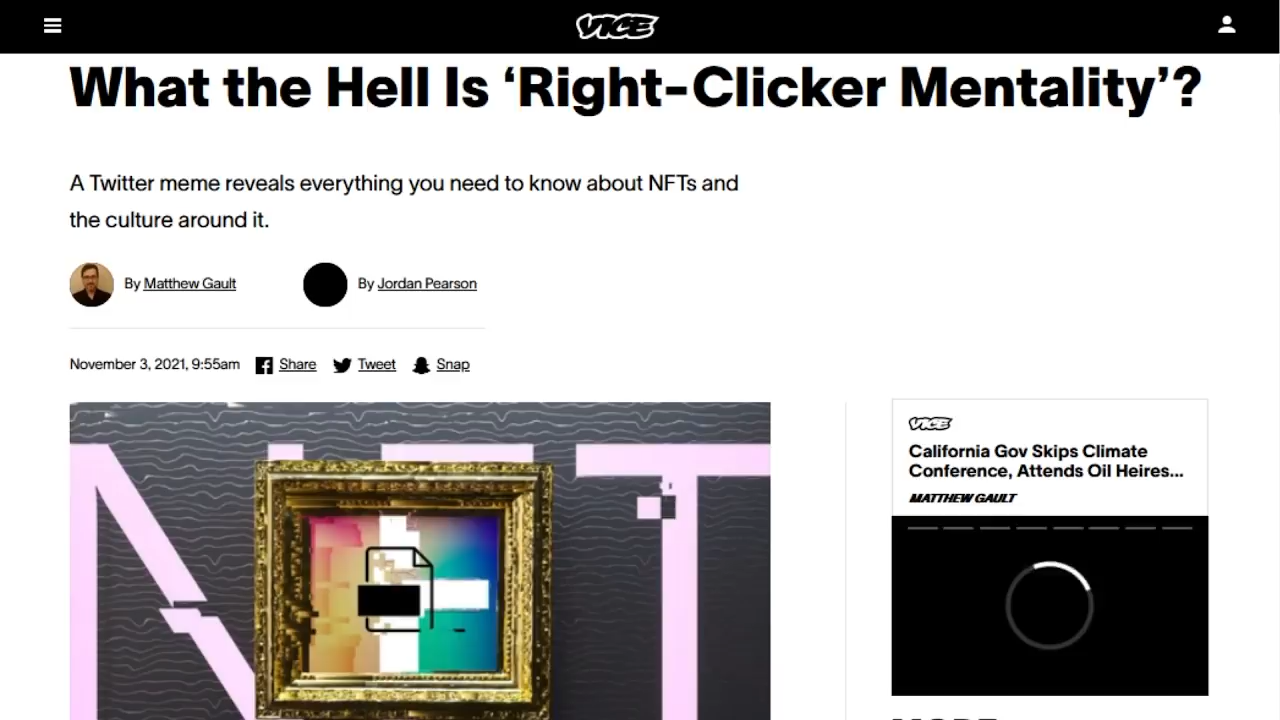 VICE
What the Hell Is ‘Right-Clicker Mentality’?
A Twitter meme reveals everything you need to know about NFTs and
the culture around it.
By Matthew Gault
By Jordan Pearson
November 3, 2021, 9:55am
Share
Tweet
Snap
NFT
VICE
California Gov Skips Climate
Conference, Attends Oil Heires...
MATTHEW GAULT